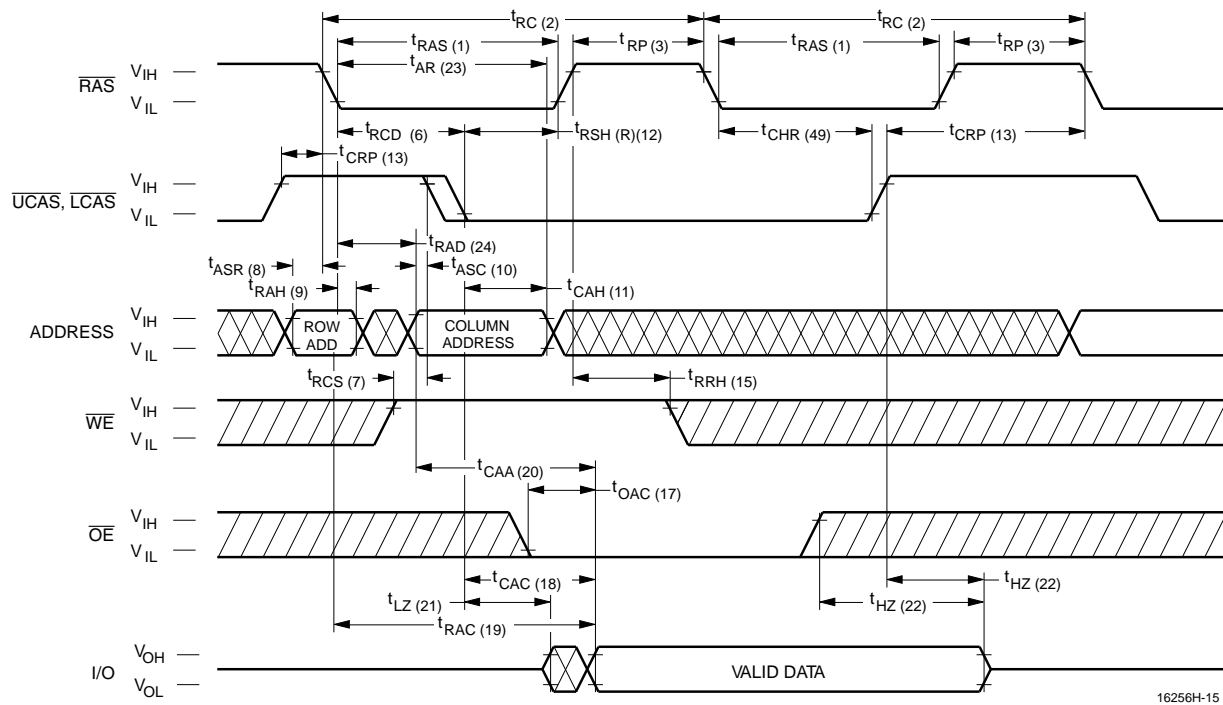 tRC (2) tRC (2)
tRAS (1) tRP (3) tRAS (1) tRP (3)
tAR (23)
RAS VIH
VIL
tRCD (6) tRSH (R)(12) tCHR (49) tCRP (13)
tCRP (13)
UCAS, LCAS VIH
VIL
tRAD (24)
tASR (8) tASC (10)
tRAH (9) tCAH (11)
ADDRESS VIH
VIL
ROW
ADD
COLUMN
ADDRESS
tRCS (7) tRRH (15)
WE VIH
VIL
tCAA (20)
tOAC (17)
OE VIH
VIL
tCAC (18) tHZ (22)
tLZ (21) tHZ (22)
tRAC (19)
I/O VOH
VOL
VALID DATA
16256H-15